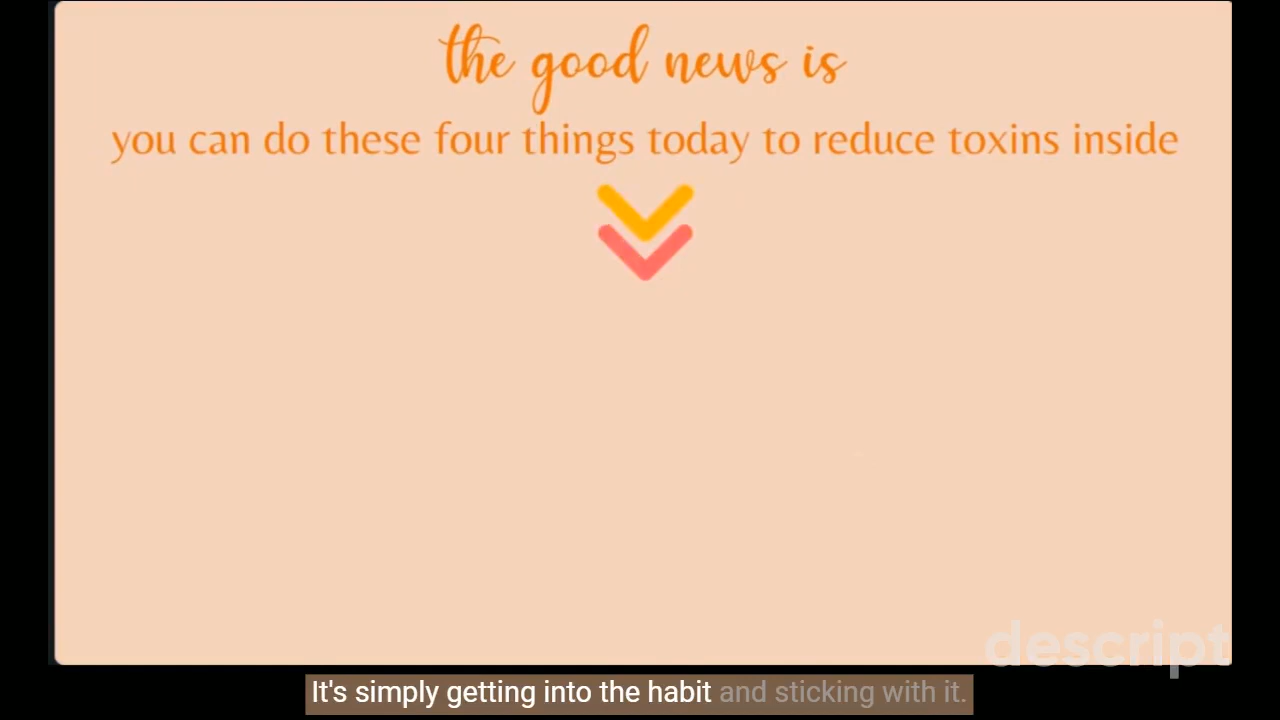 the good news is
you can do these four things today to reduce toxins inside
descript
It's simply getting into the habit and sticking with it.